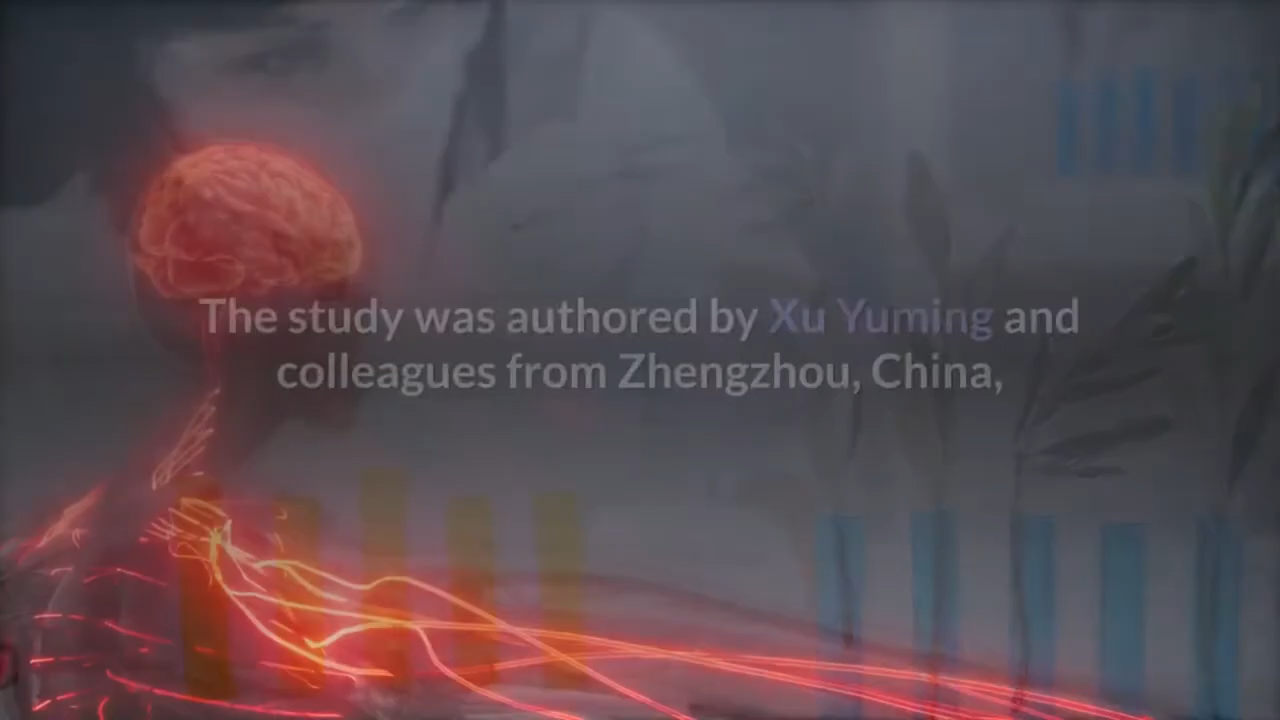 The study was authored by Xu Yuming and
colleagues from Zhengzhou, China,